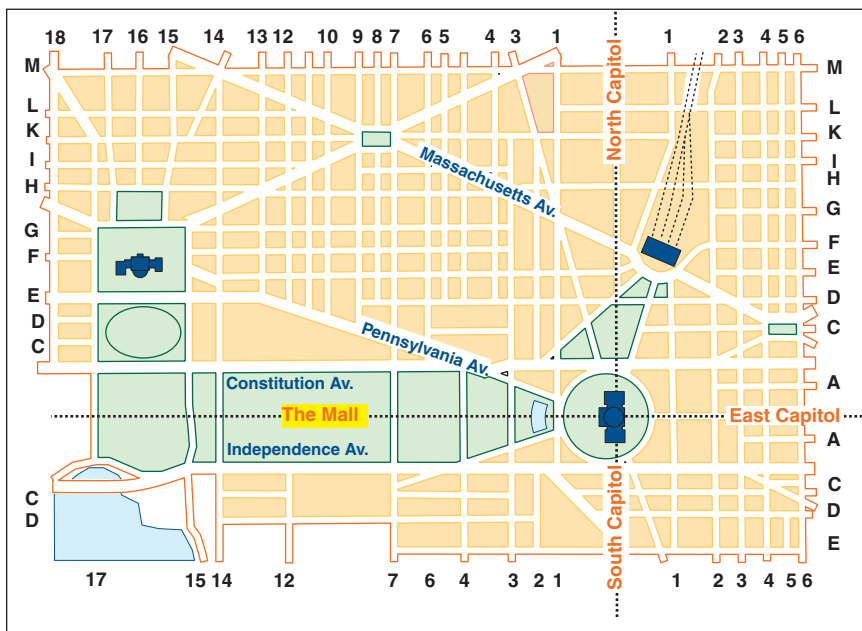 18 17 16 15 14 13 12 10 9 8 7 6 5 4 3 1 1 2 3 4 5 6
M M
L L
K K
I I
H H
G G
F F
E E
D D
C C
North Capitol
Massachusetts Av.
Pennsylvania Av.
A
Constitution Av.
The Mall
East Capitol
Independence Av.
A
C C
D D
E
South Capitol
17 15 14 12 7 6 4 3 2 1 1 2 3 4 5 6